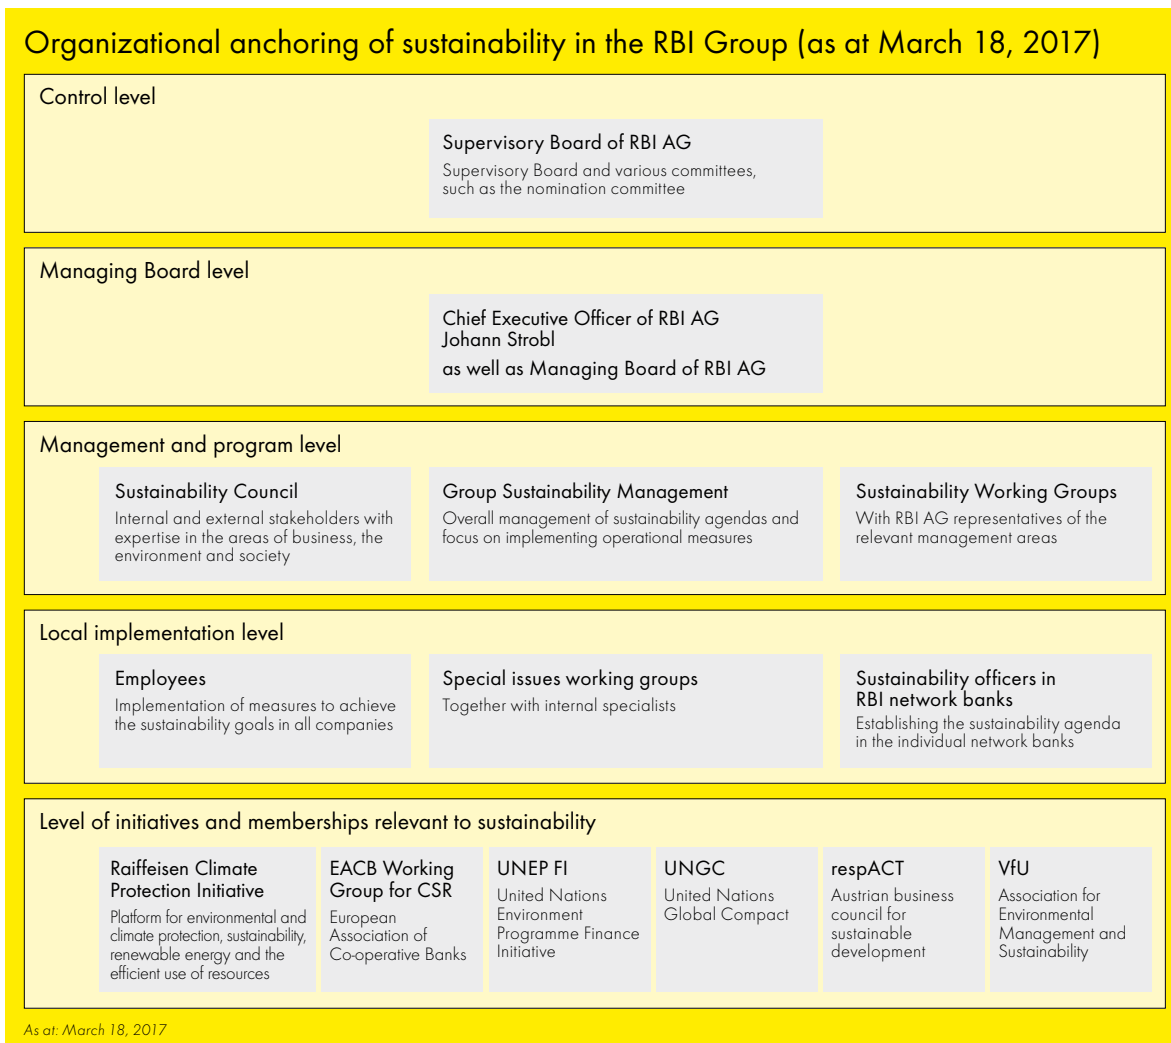 Organizational anchoring of sustainability in the RBI Group (as at March 18, 2017)
Control level
Supervisory Board of RBI AG
Supervisory Board and various committees,
such as the nomination committee
Managing Board level
Chief Executive Officer of RBI AG
Johann Strobl
as well as Managing Board of RBI AG
Management and program level
Sustainability Council
Internal and external stakeholders with
expertise in the areas of business, the
environment and society
Group Sustainability Management
Overall management of sustainability agendas and
focus on implementing operational measures
Sustainability Working Groups
With RBI AG representatives of the
relevant management areas
Local implementation level
Employees
Implementation of measures to achieve
the sustainability goals in all companies
Special issues working groups
Together with internal specialists
Sustainability officers in
RBI network banks
Establishing the sustainability agenda
in the individual network banks
Level of initiatives and memberships relevant to sustainability
Raiffeisen Climate
Protection Initiative
Platform for environmental and
climate protection, sustainability,
renewable energy and the
efficient use of resources
EACB Working
Group for CSR
European
Association of
Co-operative Banks
UNEP FI
United Nations
Environment
Programme Finance
Initiative
UNGC
United Nations
Global Compact
respACT
Austrian business
council for
sustainable
development
VfU
Association for
Environmental
Management and
Sustainability
As at: March 18, 2017